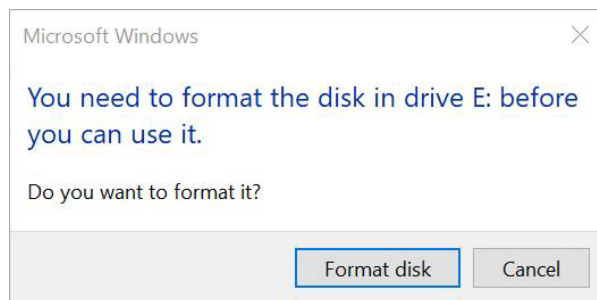 Microsoft Windows
You need to format the disk in drive E: before
you can use it.
Do you want to format it?
Format disk
Cancel